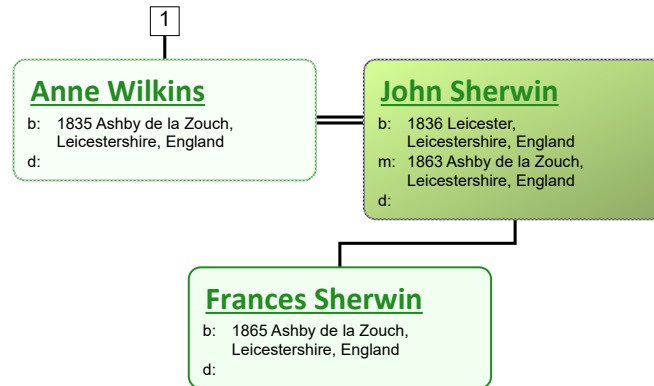 1
Anne Wilkins
b: 1835 Ashby de la Zouch,
Leicestershire, England
d:
John Sherwin
b: 1836 Leicester,
Leicestershire, England
m: 1863 Ashby de la Zouch,
Leicestershire, England
d:
Frances Sherwin
b: 1865 Ashby de la Zouch,
Leicestershire, England
d: